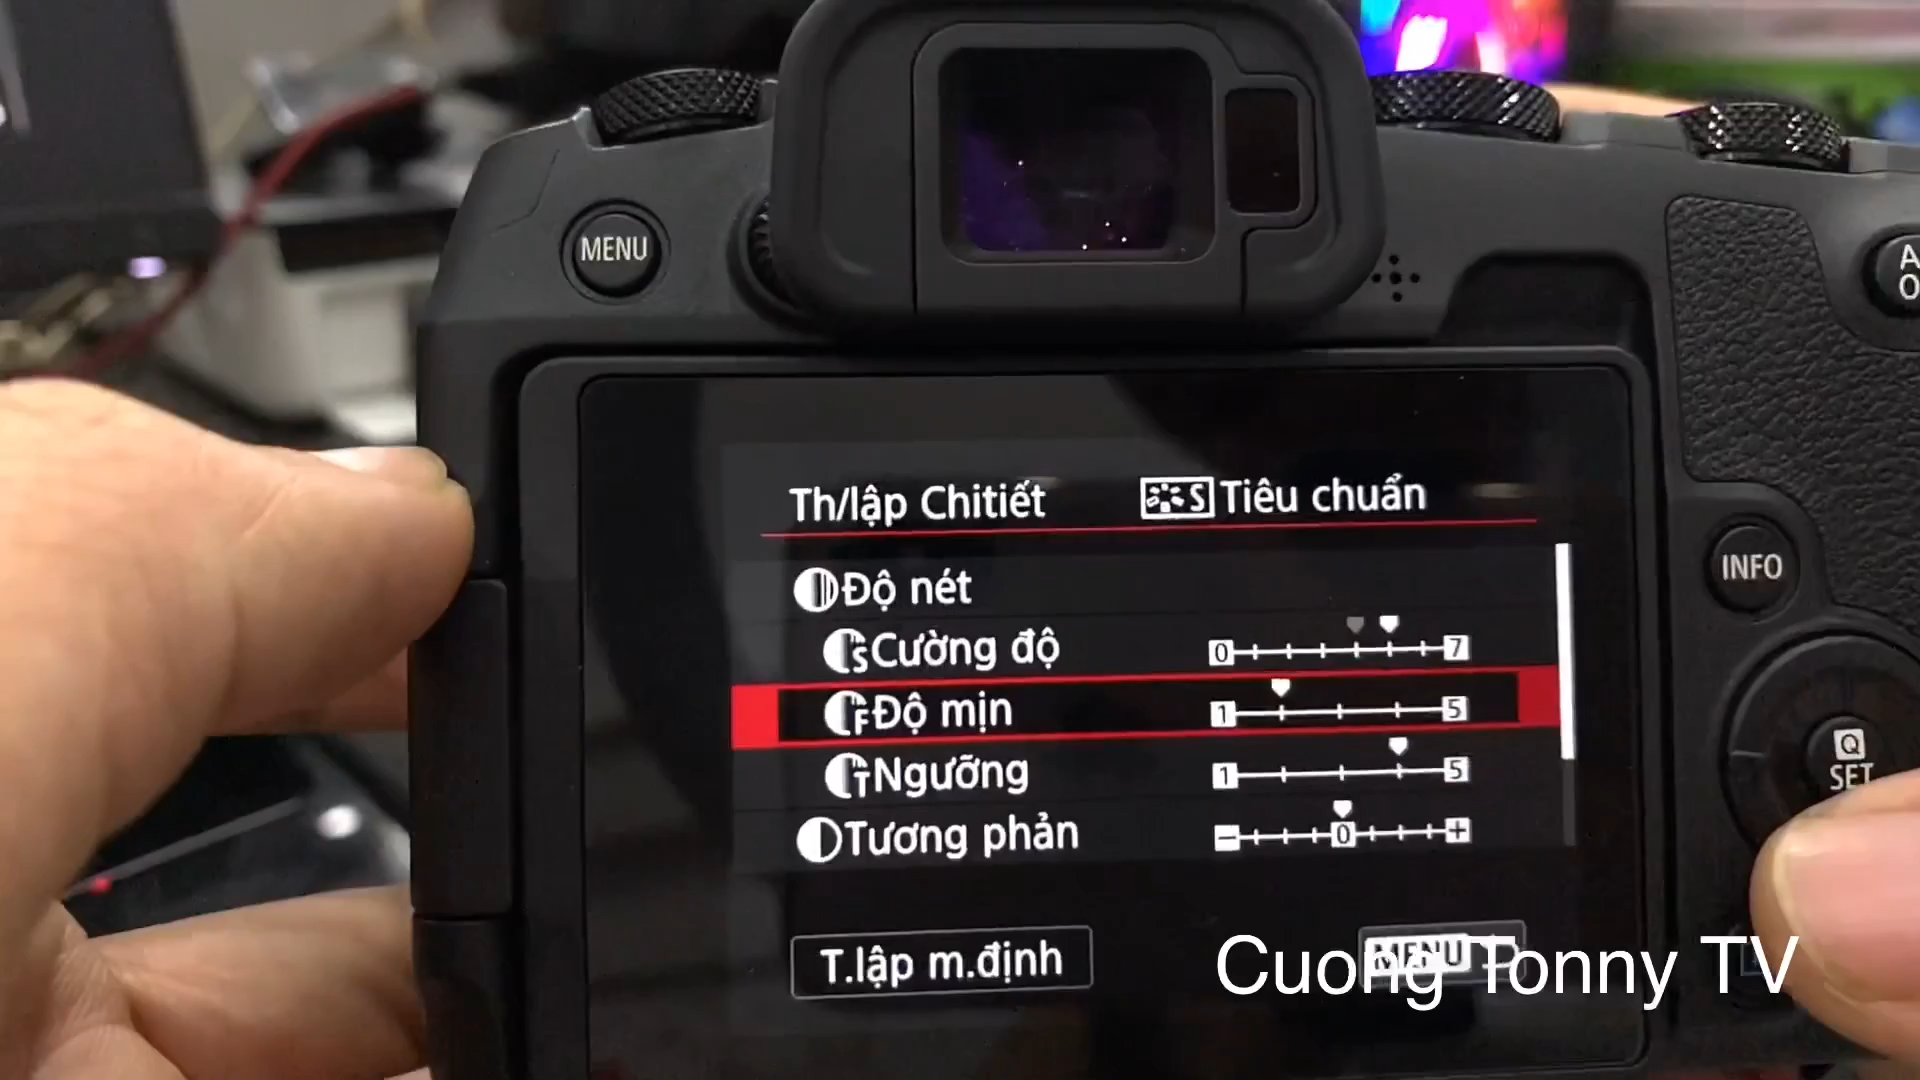 MENU
A
O
Th/lập Chitiết S Tiêu chuẩn
INFO
Độ nét
S Cường độ 0 7
F Độ mịn 1 5
T Ngưỡng 1 5
Q
SET
Tương phản − 0 +
T.lập m.định MENU
Cuong Tonny TV